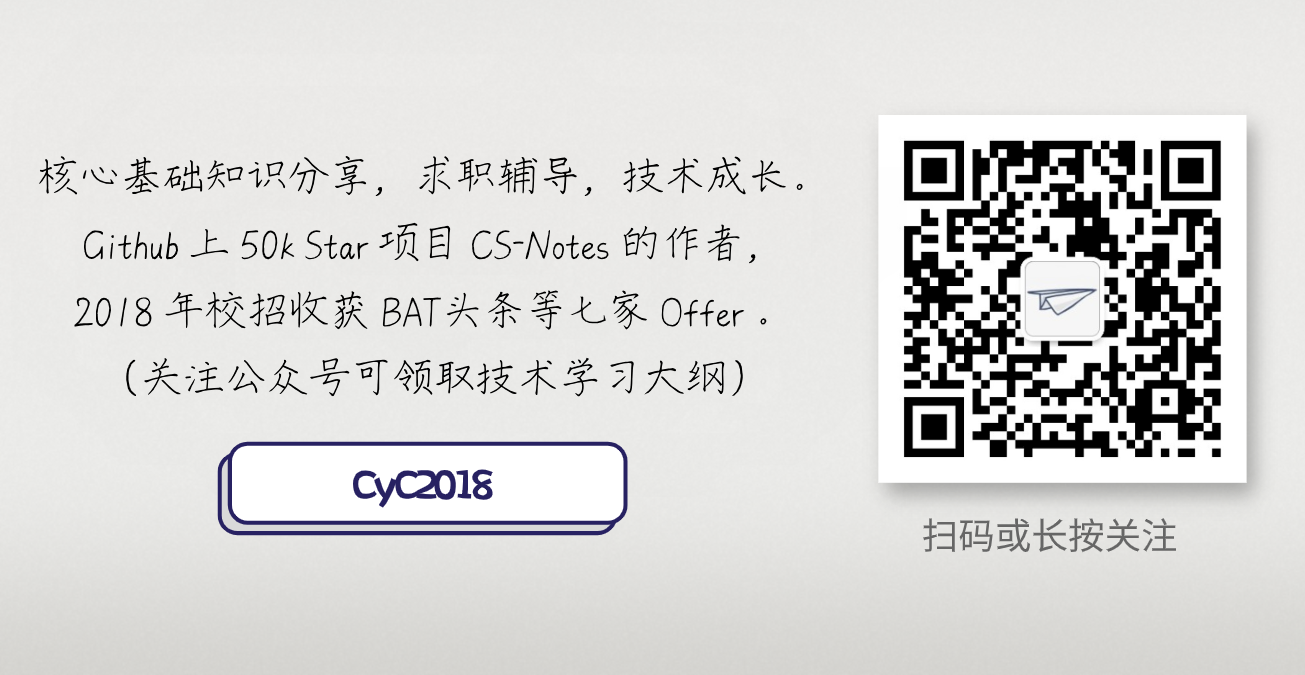 核心基础知识分享，求职辅导，技术成长。
Github 上 50k Star 项目 CS-Notes 的作者，
2018 年校招收获 BAT头条等七家 Offer 。
（关注公众号可领取技术学习大纲）
CyC2018
扫码或长按关注